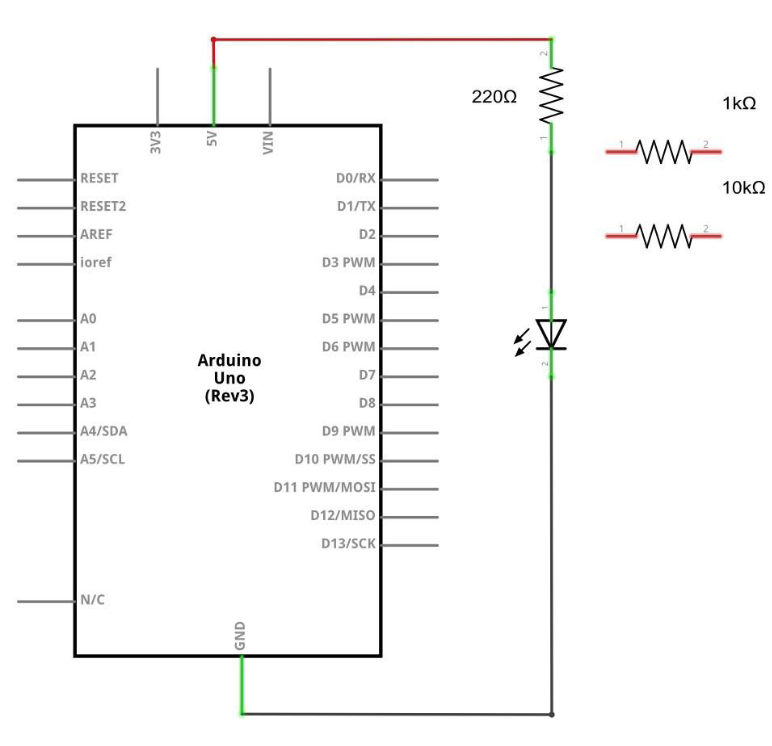 2
220Ω
1
1kΩ
1 2
10kΩ
1 2
3V3
5V
VIN
RESET
RESET2
AREF
ioref
A0
A1
A2
A3
A4/SDA
A5/SCL
N/C
Arduino
Uno
(Rev3)
D0/RX
D1/TX
D2
D3 PWM
D4
D5 PWM
D6 PWM
D7
D8
D9 PWM
D10 PWM/SS
D11 PWM/MOSI
D12/MISO
D13/SCK
GND
1
2